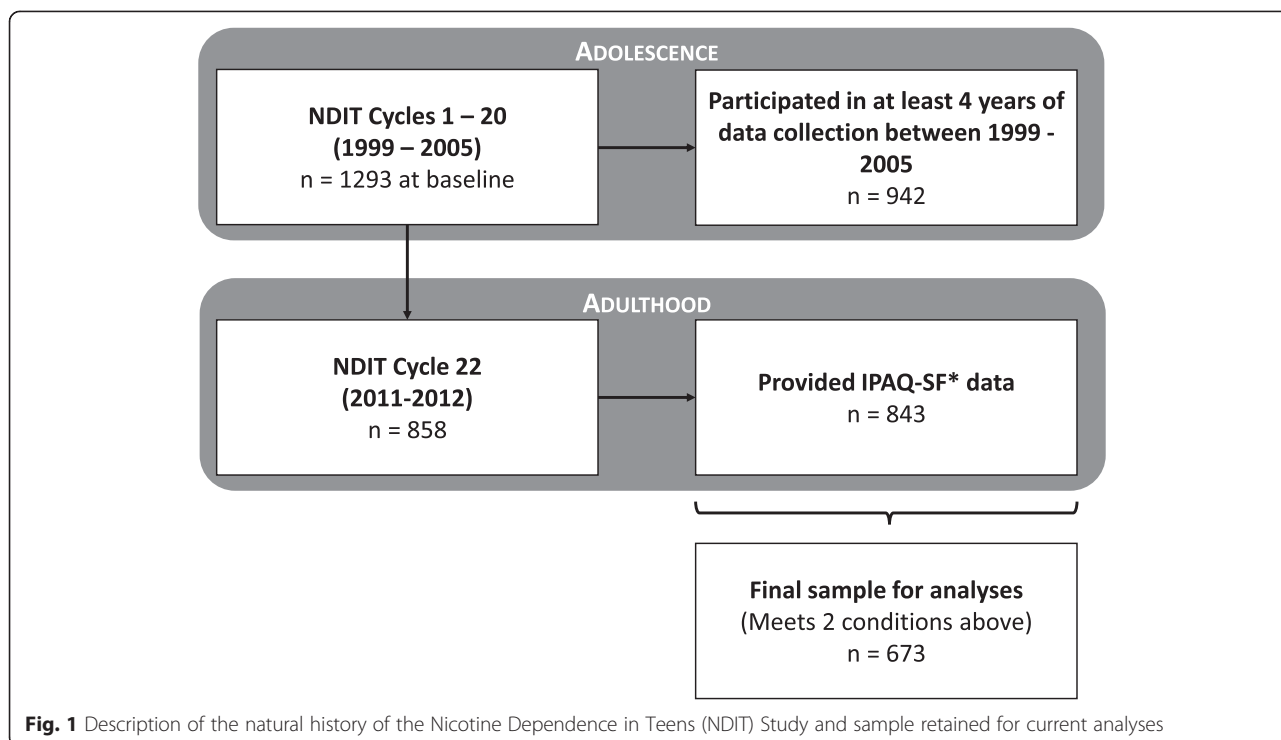 ADOLESCENCE
NDIT Cycles 1 – 20
(1999 – 2005)
n = 1293 at baseline
Participated in at least 4 years of
data collection between 1999 -
2005
n = 942
ADULTHOOD
NDIT Cycle 22
(2011-2012)
n = 858
Provided IPAQ-SF* data
n = 843
Final sample for analyses
(Meets 2 conditions above)
n = 673
Fig. 1 Description of the natural history of the Nicotine Dependence in Teens (NDIT) Study and sample retained for current analyses